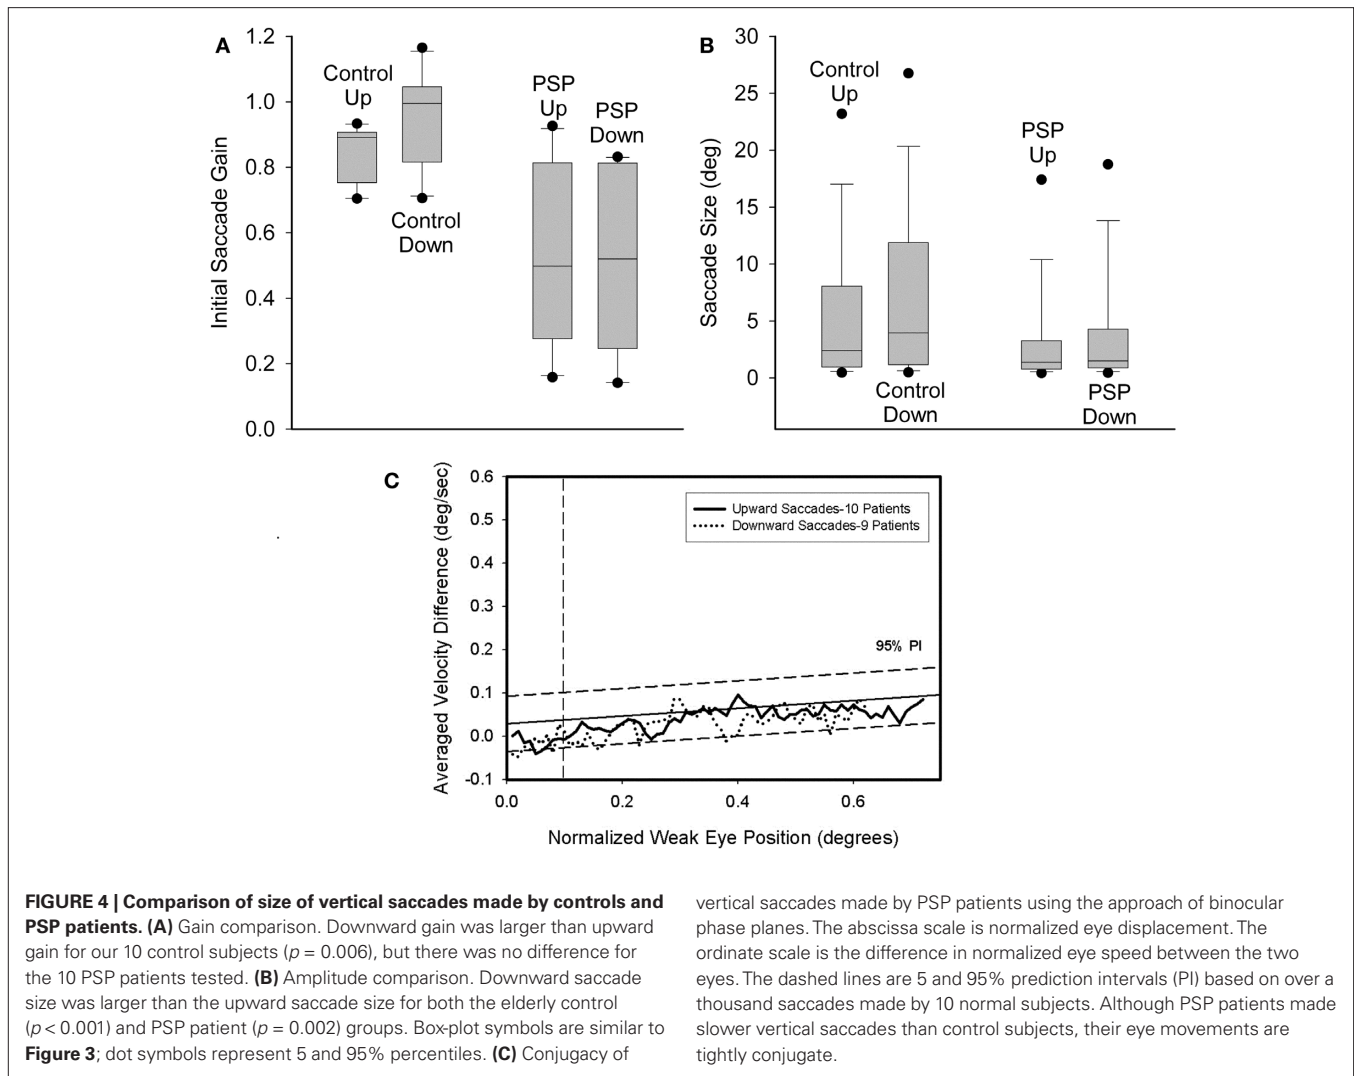 A
1.2
1.0
0.8
0.6
0.4
0.2
0.0
Initial Saccade Gain
Control
Up
Control
Down
PSP
Up
PSP
Down
B
30
25
20
15
10
5
0
Saccade Size (deg)
Control
Up
Control
Down
PSP
Up
PSP
Down
C
0.6
0.5
0.4
0.3
0.2
0.1
0.0
-0.1
Averaged Velocity Difference (deg/sec)
Upward Saccades-10 Patients
Downward Saccades-9 Patients
95% PI
0.0 0.2 0.4 0.6
Normalized Weak Eye Position (degrees)
FIGURE 4 | Comparison of size of vertical saccades made by controls and
PSP patients. (A) Gain comparison. Downward gain was larger than upward
gain for our 10 control subjects (p = 0.006), but there was no difference for
the 10 PSP patients tested. (B) Amplitude comparison. Downward saccade
size was larger than the upward saccade size for both the elderly control
(p < 0.001) and PSP patient (p = 0.002) groups. Box-plot symbols are similar to
Figure 3; dot symbols represent 5 and 95% percentiles. (C) Conjugacy of
vertical saccades made by PSP patients using the approach of binocular
phase planes. The abscissa scale is normalized eye displacement. The
ordinate scale is the difference in normalized eye speed between the two
eyes. The dashed lines are 5 and 95% prediction intervals (PI) based on over a
thousand saccades made by 10 normal subjects. Although PSP patients made
slower vertical saccades than control subjects, their eye movements are
tightly conjugate.